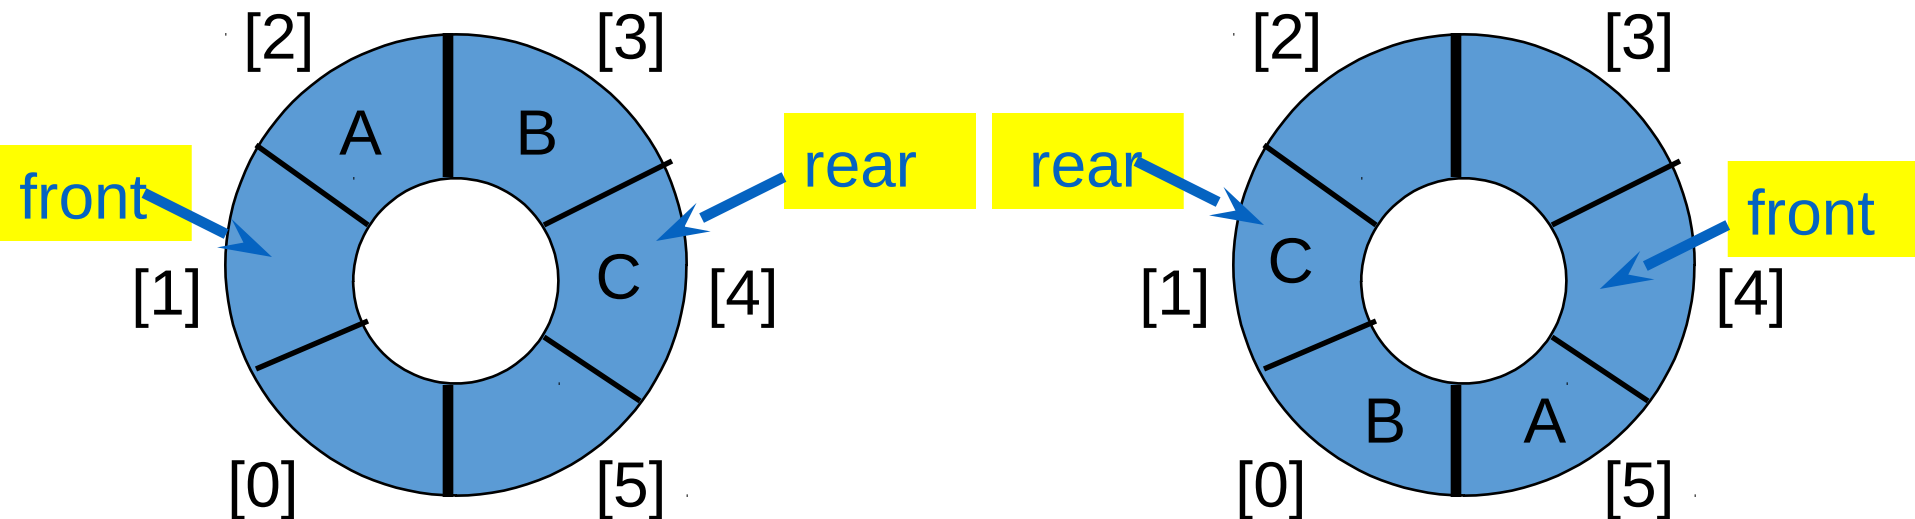 [2] [3]
A B
front
rear
[1]
C
[4]
[0] [5]
[2] [3]
rear
front
C
[1]
[4]
B A
[0] [5]